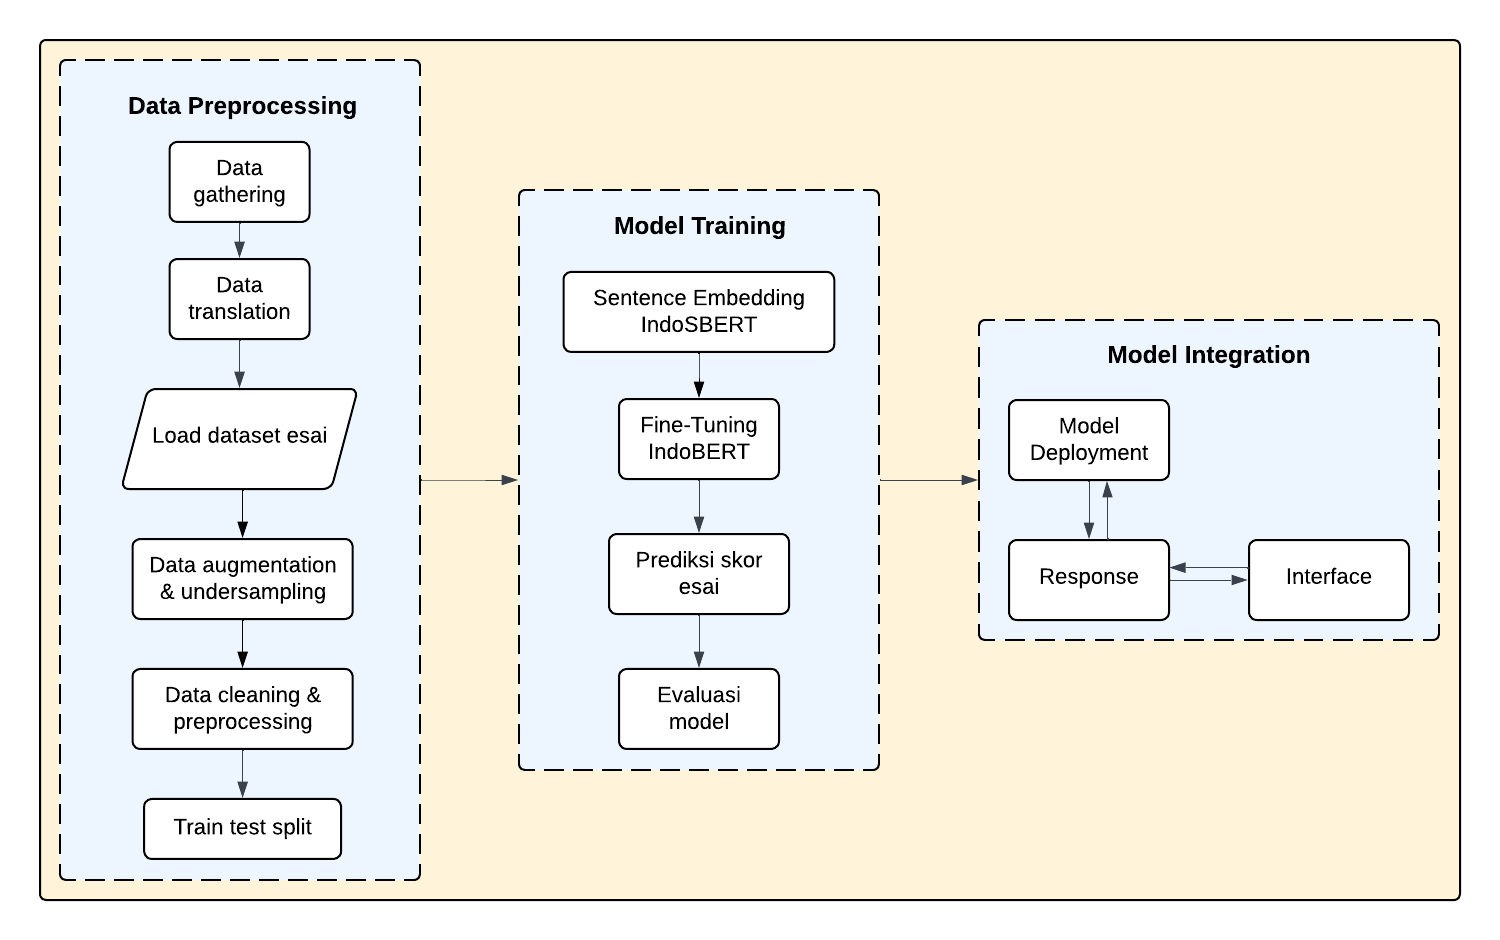 Data Preprocessing
Data
gathering
Data
translation
Load dataset esai
Data augmentation
& undersampling
Data cleaning &
preprocessing
Train test split
Model Training
Sentence Embedding
IndoSBERT
Fine-Tuning
IndoBERT
Prediksi skor
esai
Evaluasi
model
Model Integration
Model
Deployment
Response
Interface